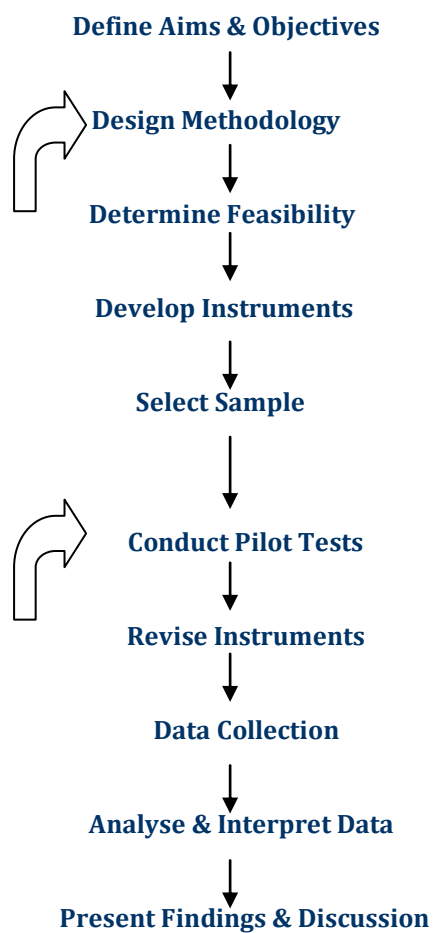 Define Aims & Objectives
Design Methodology
Determine Feasibility
Develop Instruments
Select Sample
Conduct Pilot Tests
Revise Instruments
Data Collection
Analyse & Interpret Data
Present Findings & Discussion